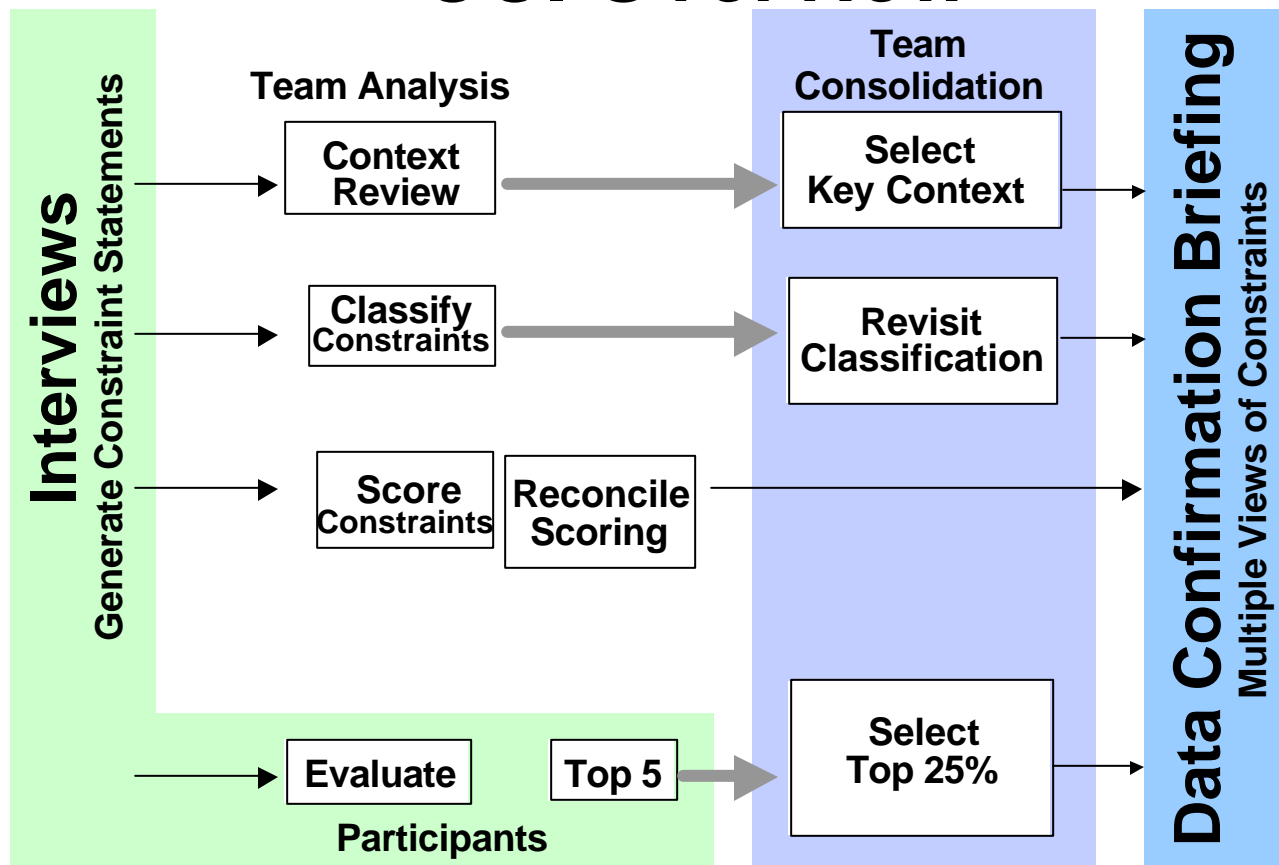 Interviews
Generate Constraint Statements
Team Analysis
Context
Review
Classify
Constraints
Score
Constraints
Reconcile
Scoring
Evaluate
Top 5
Participants
Team
Consolidation
Select
Key Context
Revisit
Classification
Select
Top 25%
Data Confirmation Briefing
Multiple Views of Constraints